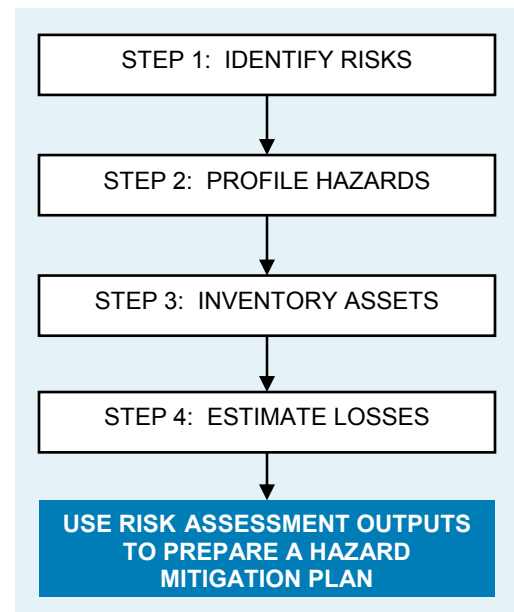 STEP 1: IDENTIFY RISKS
STEP 2: PROFILE HAZARDS
STEP 3: INVENTORY ASSETS
STEP 4: ESTIMATE LOSSES
USE RISK ASSESSMENT OUTPUTS
TO PREPARE A HAZARD
MITIGATION PLAN